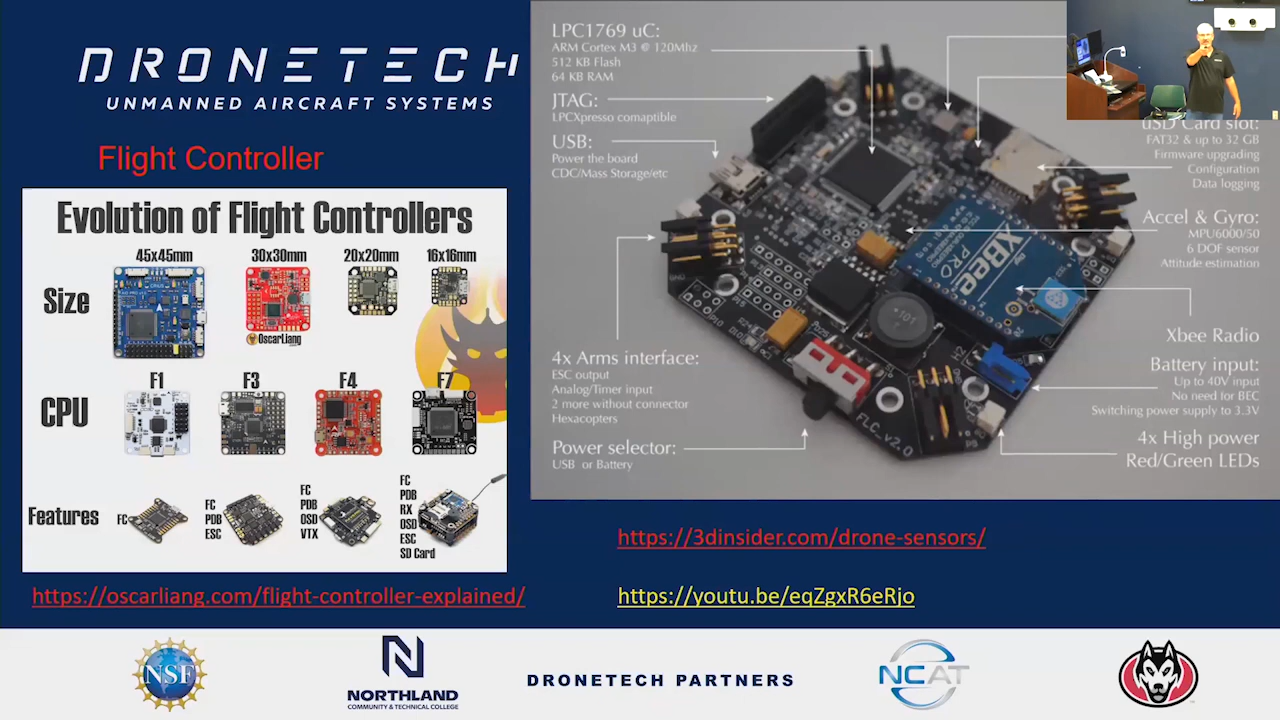 DRONETECH
UNMANNED AIRCRAFT SYSTEMS
Flight Controller
Evolution of Flight Controllers
45x45mm 30x30mm 20x20mm 16x16mm
Size
OscarLiang
F1 F3 F4 F7
CPU
Features
FC
FC
PDB
ESC
FC
PDB
OSD
VTX
FC
PDB
RX
OSD
ESC
SD Card
https://oscarliang.com/flight-controller-explained/
LPC1769 uC:
ARM Cortex M3 @ 120Mhz
512 KB Flash
64 KB RAM
JTAG:
LPCXpresso comaptible
USB:
Power the board
CDC/Mass Storage/etc
4x Arms interface:
ESC output
Analog/Timer input
2 more without connector
Hexacopters
Power selector:
USB or Battery
uSD Card slot:
FAT32 & up to 32 GB
Firmware upgrading
Configuration
Data logging
Accel & Gyro:
MPU6000/50
6 DOF sensor
Attitude estimation
Xbee Radio
Battery input:
Up to 40V input
No need for BEC
Switching power supply to 3.3V
4x High power
Red/Green LEDs
XBee
PRO
101
H2
FLC_v2.0
https://3dinsider.com/drone-sensors/
https://youtu.be/eqZgxR6eRjo
NSF
NORTHLAND
COMMUNITY & TECHNICAL COLLEGE
DRONETECH PARTNERS
NCAT